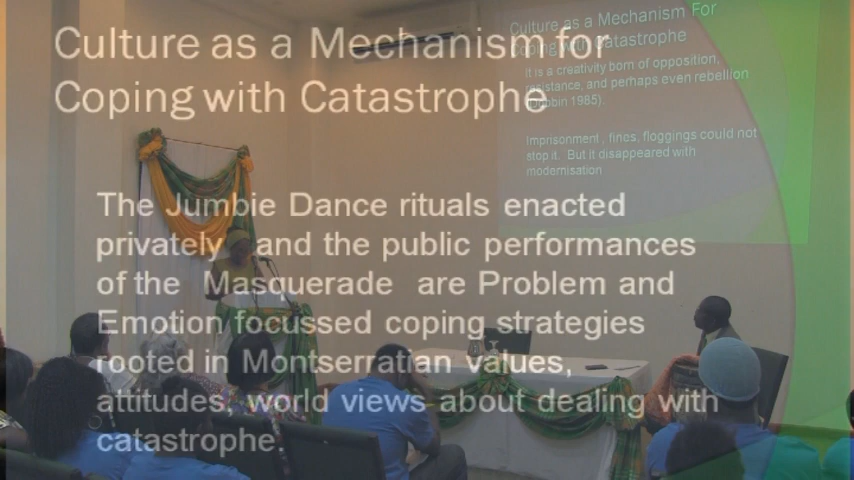 Culture as a Mechanism for
Coping with Catastrophe
The Jumbie Dance rituals enacted
privately and the public performances
of the Masquerade are Problem and
Emotion focussed coping strategies
rooted in Montserratian values,
attitudes, world views about dealing with
catastrophe.
Culture as a Mechanism For
Coping with Catastrophe
It is a creativity born of opposition,
resistance, and perhaps even rebellion
1985).
Imprisonment, fines, floggings could not
stop it. But it disappeared with
modernisation